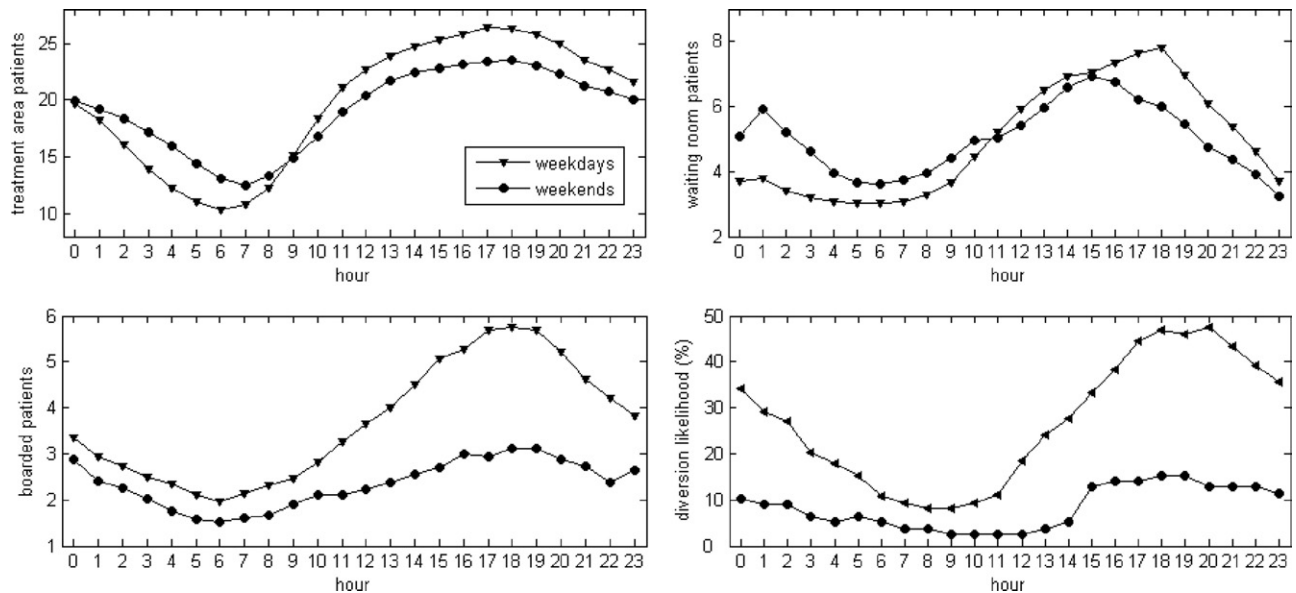 treatment area patients
25
20
15
10
weekdays
weekends
0 1 2 3 4 5 6 7 8 9 10 11 12 13 14 15 16 17 18 19 20 21 22 23
hour
waiting room patients
8
6
4
2
0 1 2 3 4 5 6 7 8 9 10 11 12 13 14 15 16 17 18 19 20 21 22 23
hour
boarded patients
6
5
4
3
2
1
0 1 2 3 4 5 6 7 8 9 10 11 12 13 14 15 16 17 18 19 20 21 22 23
hour
diversion likelihood (%)
50
40
30
20
10
0
0 1 2 3 4 5 6 7 8 9 10 11 12 13 14 15 16 17 18 19 20 21 22 23
hour